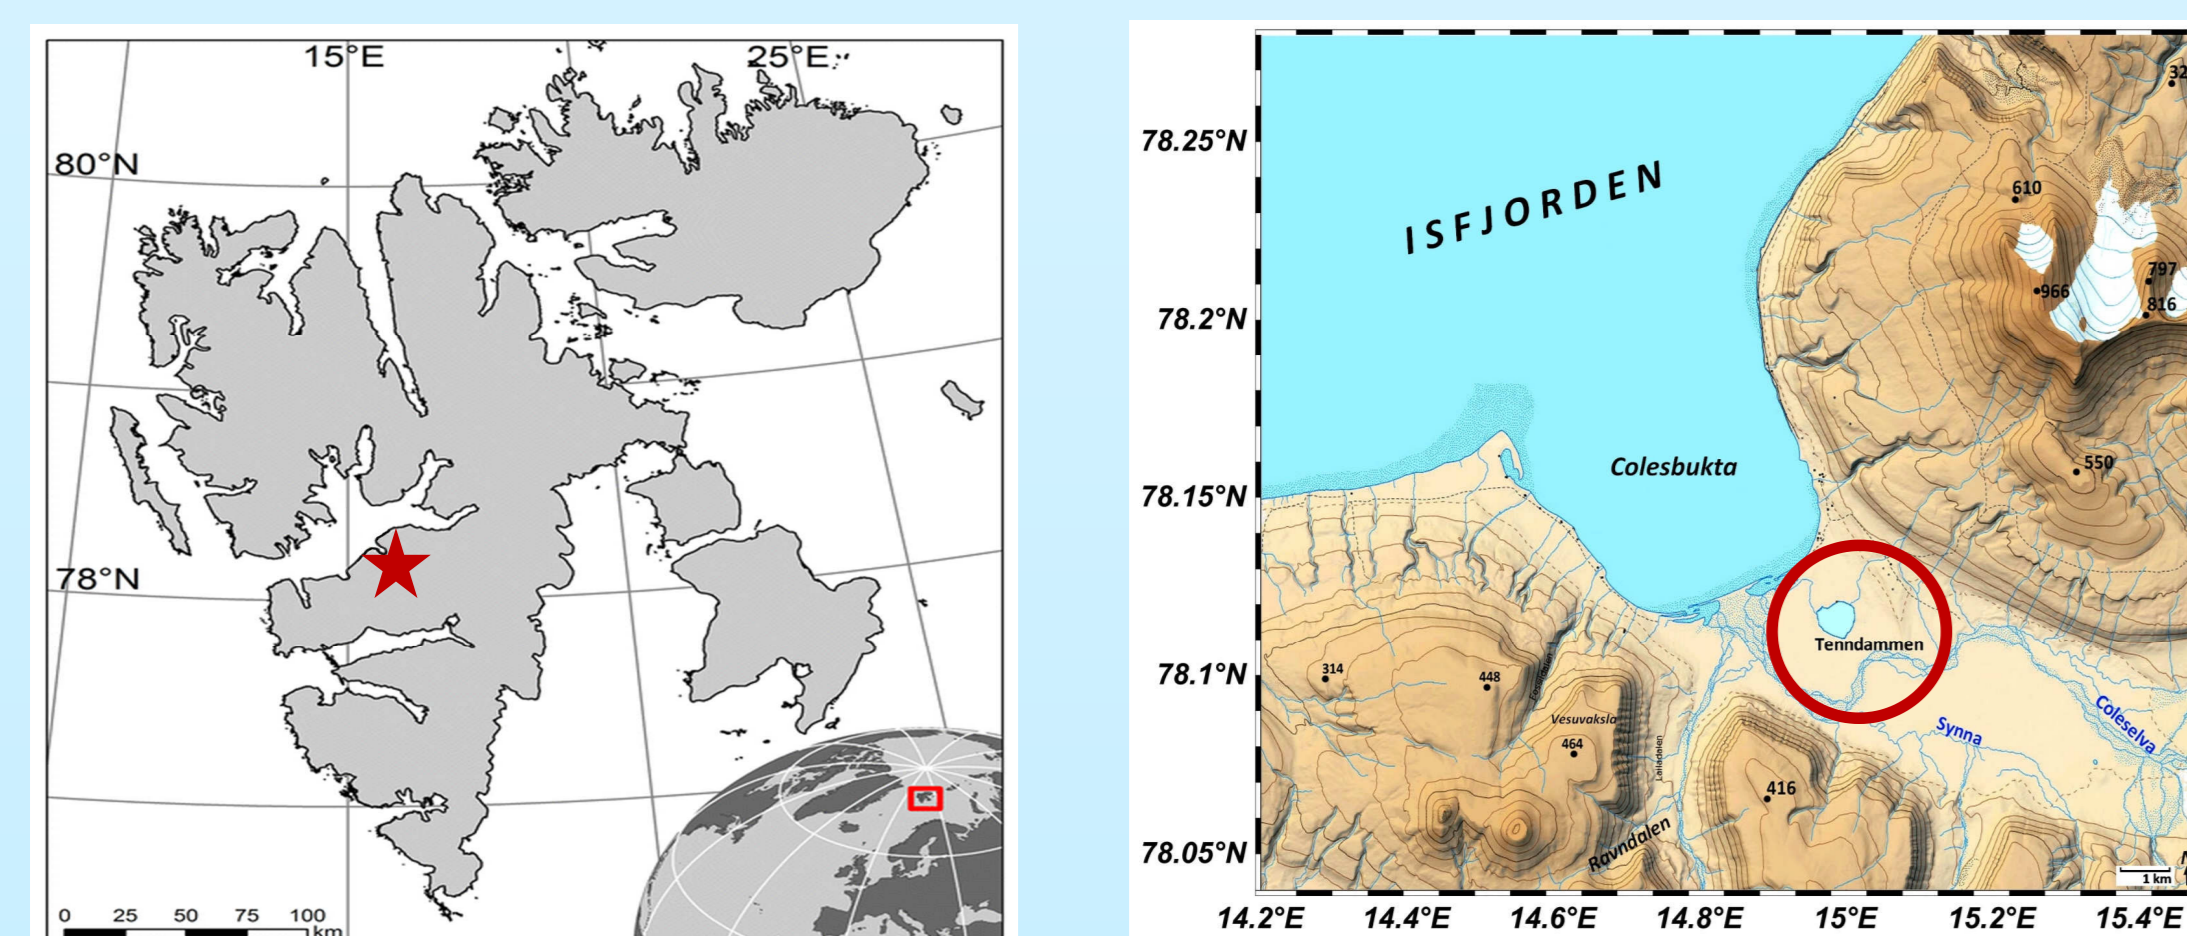 15°E
25°E
80°N
78°N
0 25 50 75 100
km
78.25°N
78.2°N
78.15°N
78.1°N
78.05°N
ISFJORDEN
Colesbukta
32
610
966
797
816
550
Tenndammen
314
448
Vesuvaksla
464
Lailadalen
416
Ravndalen
Synna
Coleselva
1 km
14.2°E 14.4°E 14.6°E 14.8°E 15°E 15.2°E 15.4°E